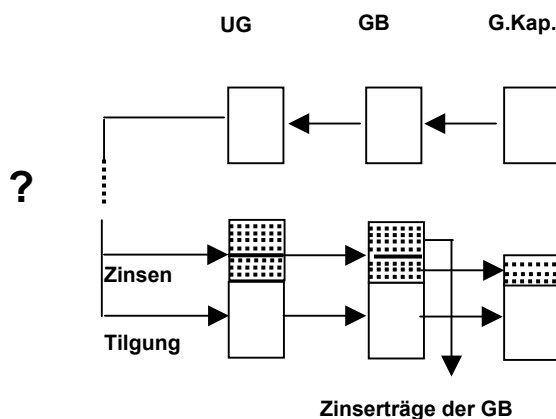 UG GB G.Kap.
?
Zinsen
Tilgung
Zinserträge der GB